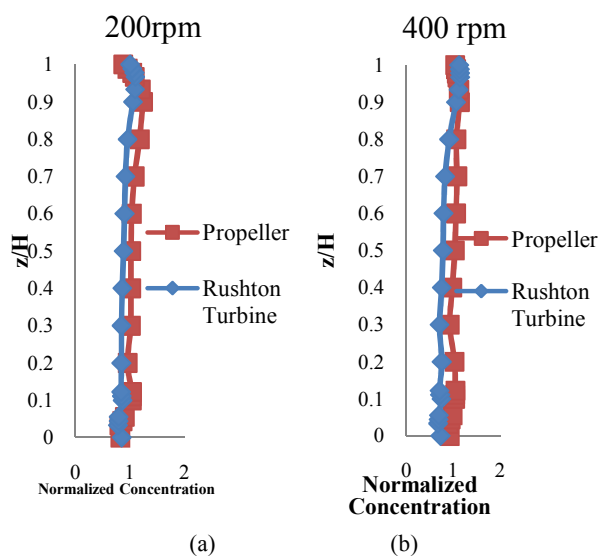 200rpm
400 rpm
1
0.9
0.8
0.7
0.6
0.5
0.4
0.3
0.2
0.1
0
z/H
Propeller
Rushton
Turbine
0 1 2
Normalized Concentration
(a)
1
0.9
0.8
0.7
0.6
0.5
0.4
0.3
0.2
0.1
0
z/H
Propeller
Rushton
Turbine
0 1 2
Normalized
Concentration
(b)